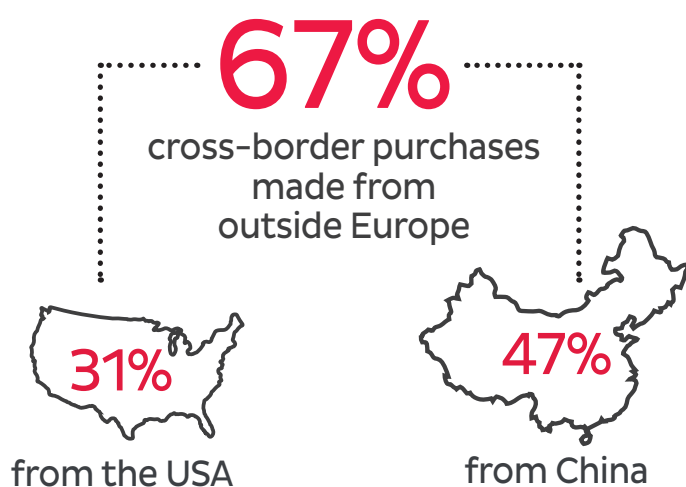 67%
cross-border purchases
made from
outside Europe
31%
from the USA
47%
from China